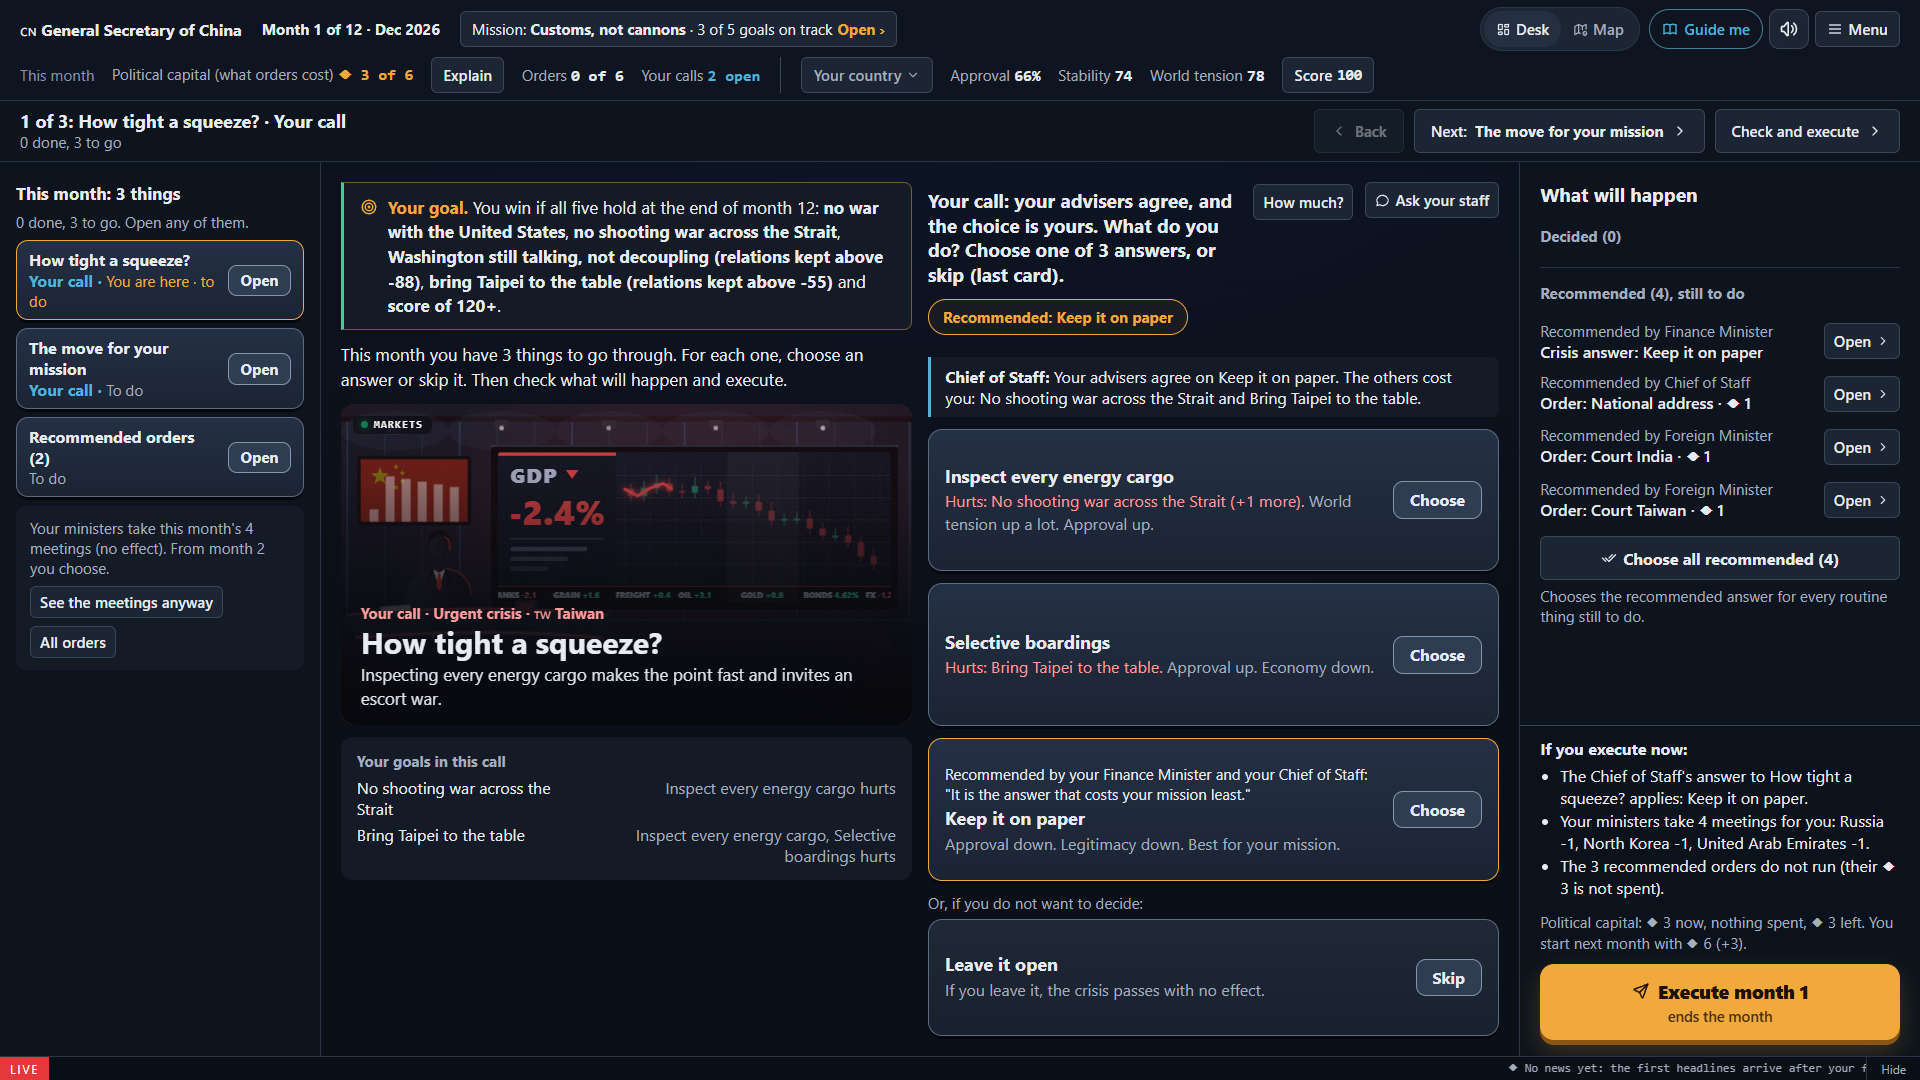 CN General Secretary of China
Month 1 of 12 · Dec 2026
Mission: Customs, not cannons · 3 of 5 goals on track Open ›
Desk
Map
Guide me
Menu
This month
Political capital (what orders cost) ◆ 3 of 6
Explain
Orders 0 of 6
Your calls 2 open
Your country
Approval 66%
Stability 74
World tension 78
Score 100
1 of 3: How tight a squeeze? · Your call
0 done, 3 to go
Back
Next: The move for your mission
Check and execute
This month: 3 things
0 done, 3 to go. Open any of them.
How tight a squeeze?
Your call · You are here · to
do
Open
The move for your
mission
Your call · To do
Open
Recommended orders
(2)
To do
Open
Your ministers take this month's 4
meetings (no effect). From month 2
you choose.
See the meetings anyway
All orders
Your goal. You win if all five hold at the end of month 12: no war
with the United States, no shooting war across the Strait,
Washington still talking, not decoupling (relations kept above
-88), bring Taipei to the table (relations kept above -55) and
score of 120+.
This month you have 3 things to go through. For each one, choose an
answer or skip it. Then check what will happen and execute.
MARKETS
GDP
-2.4%
BANKS -2.1 GRAIN +1.6 FREIGHT +0.4 OIL +3.1 GOLD +0.8 BONDS 4.62% FX -1.2
Your call · Urgent crisis · TW Taiwan
How tight a squeeze?
Inspecting every energy cargo makes the point fast and invites an
escort war.
Your goals in this call
No shooting war across the
Strait
Inspect every energy cargo hurts
Bring Taipei to the table
Inspect every energy cargo, Selective
boardings hurts
Your call: your advisers agree, and
the choice is yours. What do you
do? Choose one of 3 answers, or
skip (last card).
How much?
Ask your staff
Recommended: Keep it on paper
Chief of Staff: Your advisers agree on Keep it on paper. The others cost
you: No shooting war across the Strait and Bring Taipei to the table.
Inspect every energy cargo
Hurts: No shooting war across the Strait (+1 more). World
tension up a lot. Approval up.
Choose
Selective boardings
Hurts: Bring Taipei to the table. Approval up. Economy down.
Choose
Recommended by your Finance Minister and your Chief of Staff:
"It is the answer that costs your mission least."
Keep it on paper
Approval down. Legitimacy down. Best for your mission.
Choose
Or, if you do not want to decide:
Leave it open
If you leave it, the crisis passes with no effect.
Skip
What will happen
Decided (0)
Recommended (4), still to do
Recommended by Finance Minister
Crisis answer: Keep it on paper
Open
Recommended by Chief of Staff
Order: National address · ◆ 1
Open
Recommended by Foreign Minister
Order: Court India · ◆ 1
Open
Recommended by Foreign Minister
Order: Court Taiwan · ◆ 1
Open
Choose all recommended (4)
Chooses the recommended answer for every routine
thing still to do.
If you execute now:
• The Chief of Staff's answer to How tight a
squeeze? applies: Keep it on paper.
• Your ministers take 4 meetings for you: Russia
-1, North Korea -1, United Arab Emirates -1.
• The 3 recommended orders do not run (their ◆
3 is not spent).
Political capital: ◆ 3 now, nothing spent, ◆ 3 left. You
start next month with ◆ 6 (+3).
Execute month 1
ends the month
LIVE
◆ No news yet: the first headlines arrive after your f
Hide